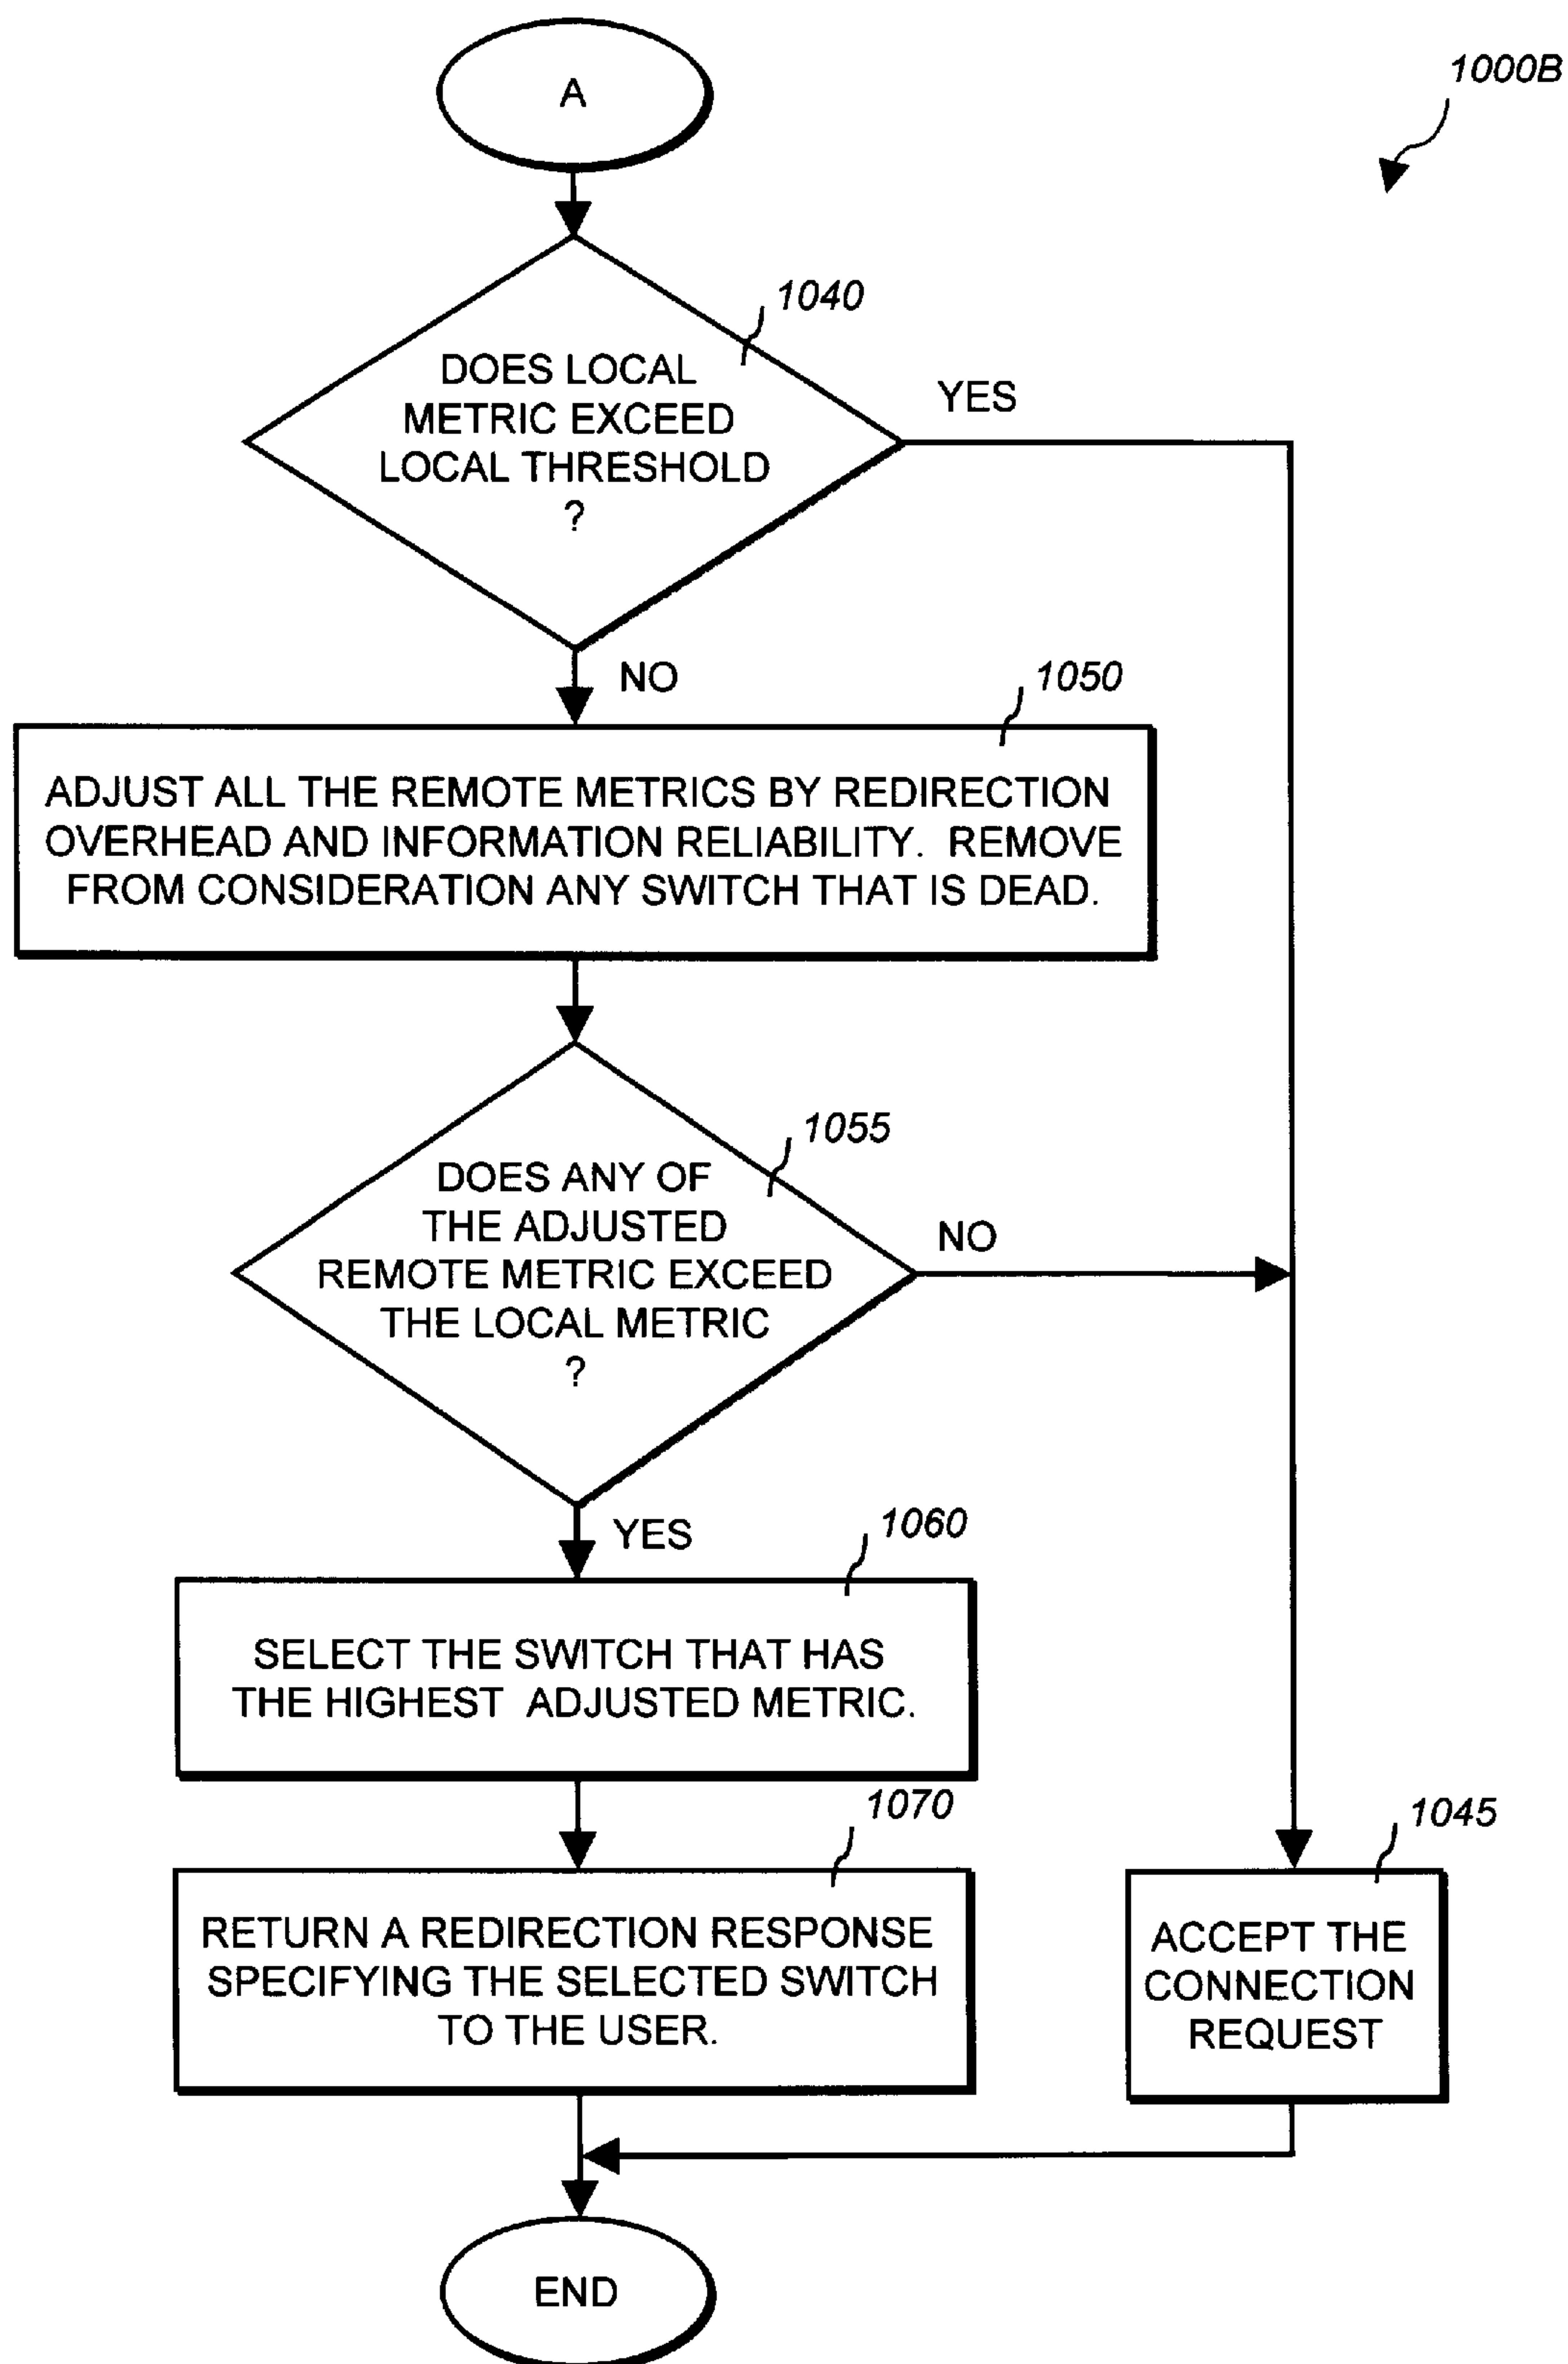 A
1000B
1040
DOES LOCAL
METRIC EXCEED
LOCAL THRESHOLD
?
YES
NO
1050
ADJUST ALL THE REMOTE METRICS BY REDIRECTION
OVERHEAD AND INFORMATION RELIABILITY. REMOVE
FROM CONSIDERATION ANY SWITCH THAT IS DEAD.
1055
DOES ANY OF
THE ADJUSTED
REMOTE METRIC EXCEED
THE LOCAL METRIC
?
NO
YES
1060
SELECT THE SWITCH THAT HAS
THE HIGHEST ADJUSTED METRIC.
1070
RETURN A REDIRECTION RESPONSE
SPECIFYING THE SELECTED SWITCH
TO THE USER.
1045
ACCEPT THE
CONNECTION
REQUEST
END